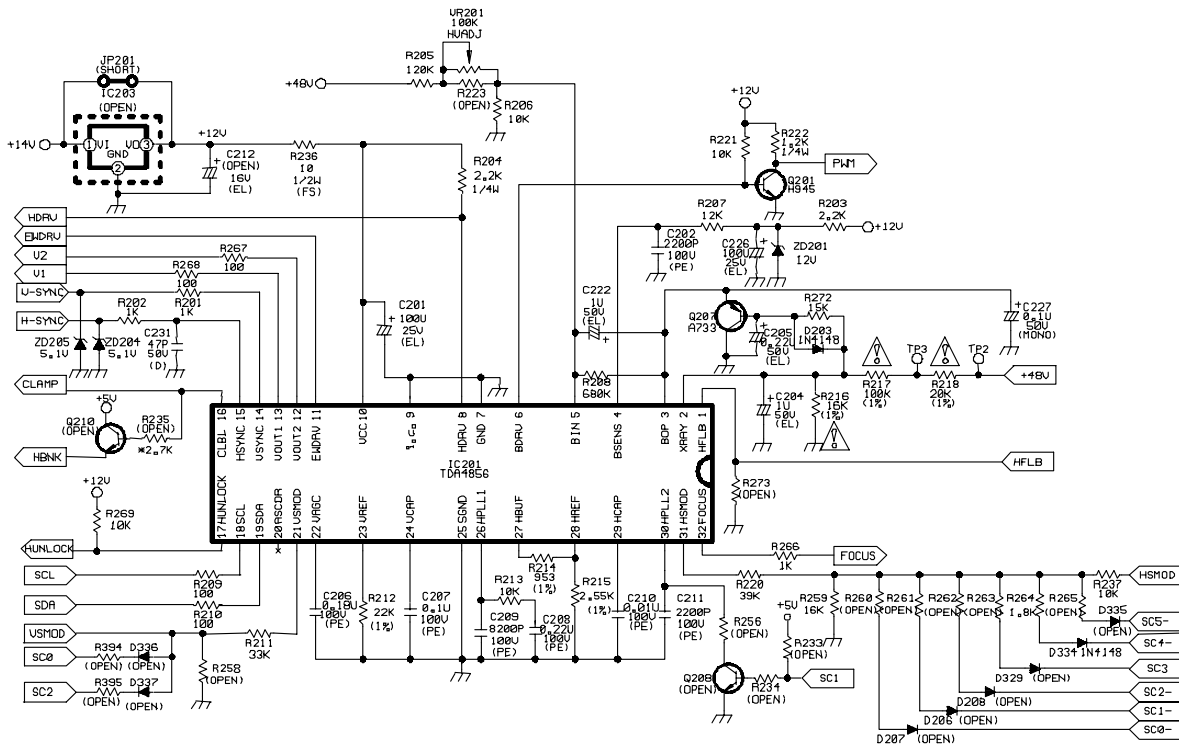 VR201
100K
HVADJ
JP201
(SHORT)
IC203
(OPEN)
+14V
1 VI
VO 3
GND
2
+12V
C212
(OPEN)
16V
(EL)
R236
10
1/2W
(FS)
+48V
R205
120K
R223
(OPEN)
R206
10K
R204
2.2K
1/4W
+12V
R221
10K
R222
1.2K
1/4W
PWM
Q201
H945
HDRV
EWDRV
V2
V1
V-SYNC
H-SYNC
R267
100
R268
100
R201
1K
R202
1K
C231
47P
50V
(D)
ZD205
5.1V
ZD204
5.1V
C201
100U
25V
(EL)
C222
1U
50V
(EL)
R208
680K
C202
2200P
100V
(PE)
R207
12K
C226
100U
25V
(EL)
ZD201
12V
R203
2.2K
+12V
Q207
A733
C205
0.22U
50V
(EL)
R272
15K
D203
1N4148
C227
0.1U
50V
(MONO)
TP3
TP2
R217
100K
(1%)
R218
20K
(1%)
+48V
C204
1U
50V
(EL)
R216
16K
(1%)
CLAMP
+5V
Q210
(OPEN)
R235
(OPEN)
*2.7K
HBNK
+12V
R269
10K
HUNLOCK
CLBL 16
HSYNC 15
VSYNC 14
VOUT1 13
VOUT2 12
EWDRV 11
VCC 10
i.c. 9
HDRV 8
GND 7
BDRV 6
BIN 5
BSENS 4
BOP 3
XRAY 2
HFLB 1
IC201
TDA4856
17 HUNLOCK
18 SCL
19 SDA
20 ASCOR
21 VSMOD
22 VAGC
23 VREF
24 VCAP
25 SGND
26 HPLL1
27 HBUF
28 HREF
29 HCAP
30 HPLL2
31 HSMOD
32 FOCUS
HFLB
R273
(OPEN)
R266
1K
FOCUS
SCL
SDA
VSMOD
SC0
SC2
R209
100
R210
100
R211
33K
R394
(OPEN)
D336
(OPEN)
R395
(OPEN)
D337
(OPEN)
R258
(OPEN)
C206
0.18U
100V
(PE)
R212
22K
(1%)
C207
0.1U
100V
(PE)
R213
10K
C209
8200P
100V
(PE)
C208
0.22U
100V
(PE)
R214
953
(1%)
R215
2.55K
(1%)
C210
0.01U
100V
(PE)
C211
2200P
100V
(PE)
R220
39K
R256
(OPEN)
Q208
(OPEN)
R234
(OPEN)
+5V
R233
(OPEN)
SC1
R259
16K
R260
(OPEN)
R261
(OPEN)
R262
(OPEN)
R263
(OPEN)
R264
1.8K
R265
(OPEN)
R237
10K
HSMOD
D335
(OPEN)
SC5-
D334 1N4148
SC4-
D329 (OPEN)
SC3
D208 (OPEN)
SC2-
D206 (OPEN)
SC1-
D207 (OPEN)
SC0-